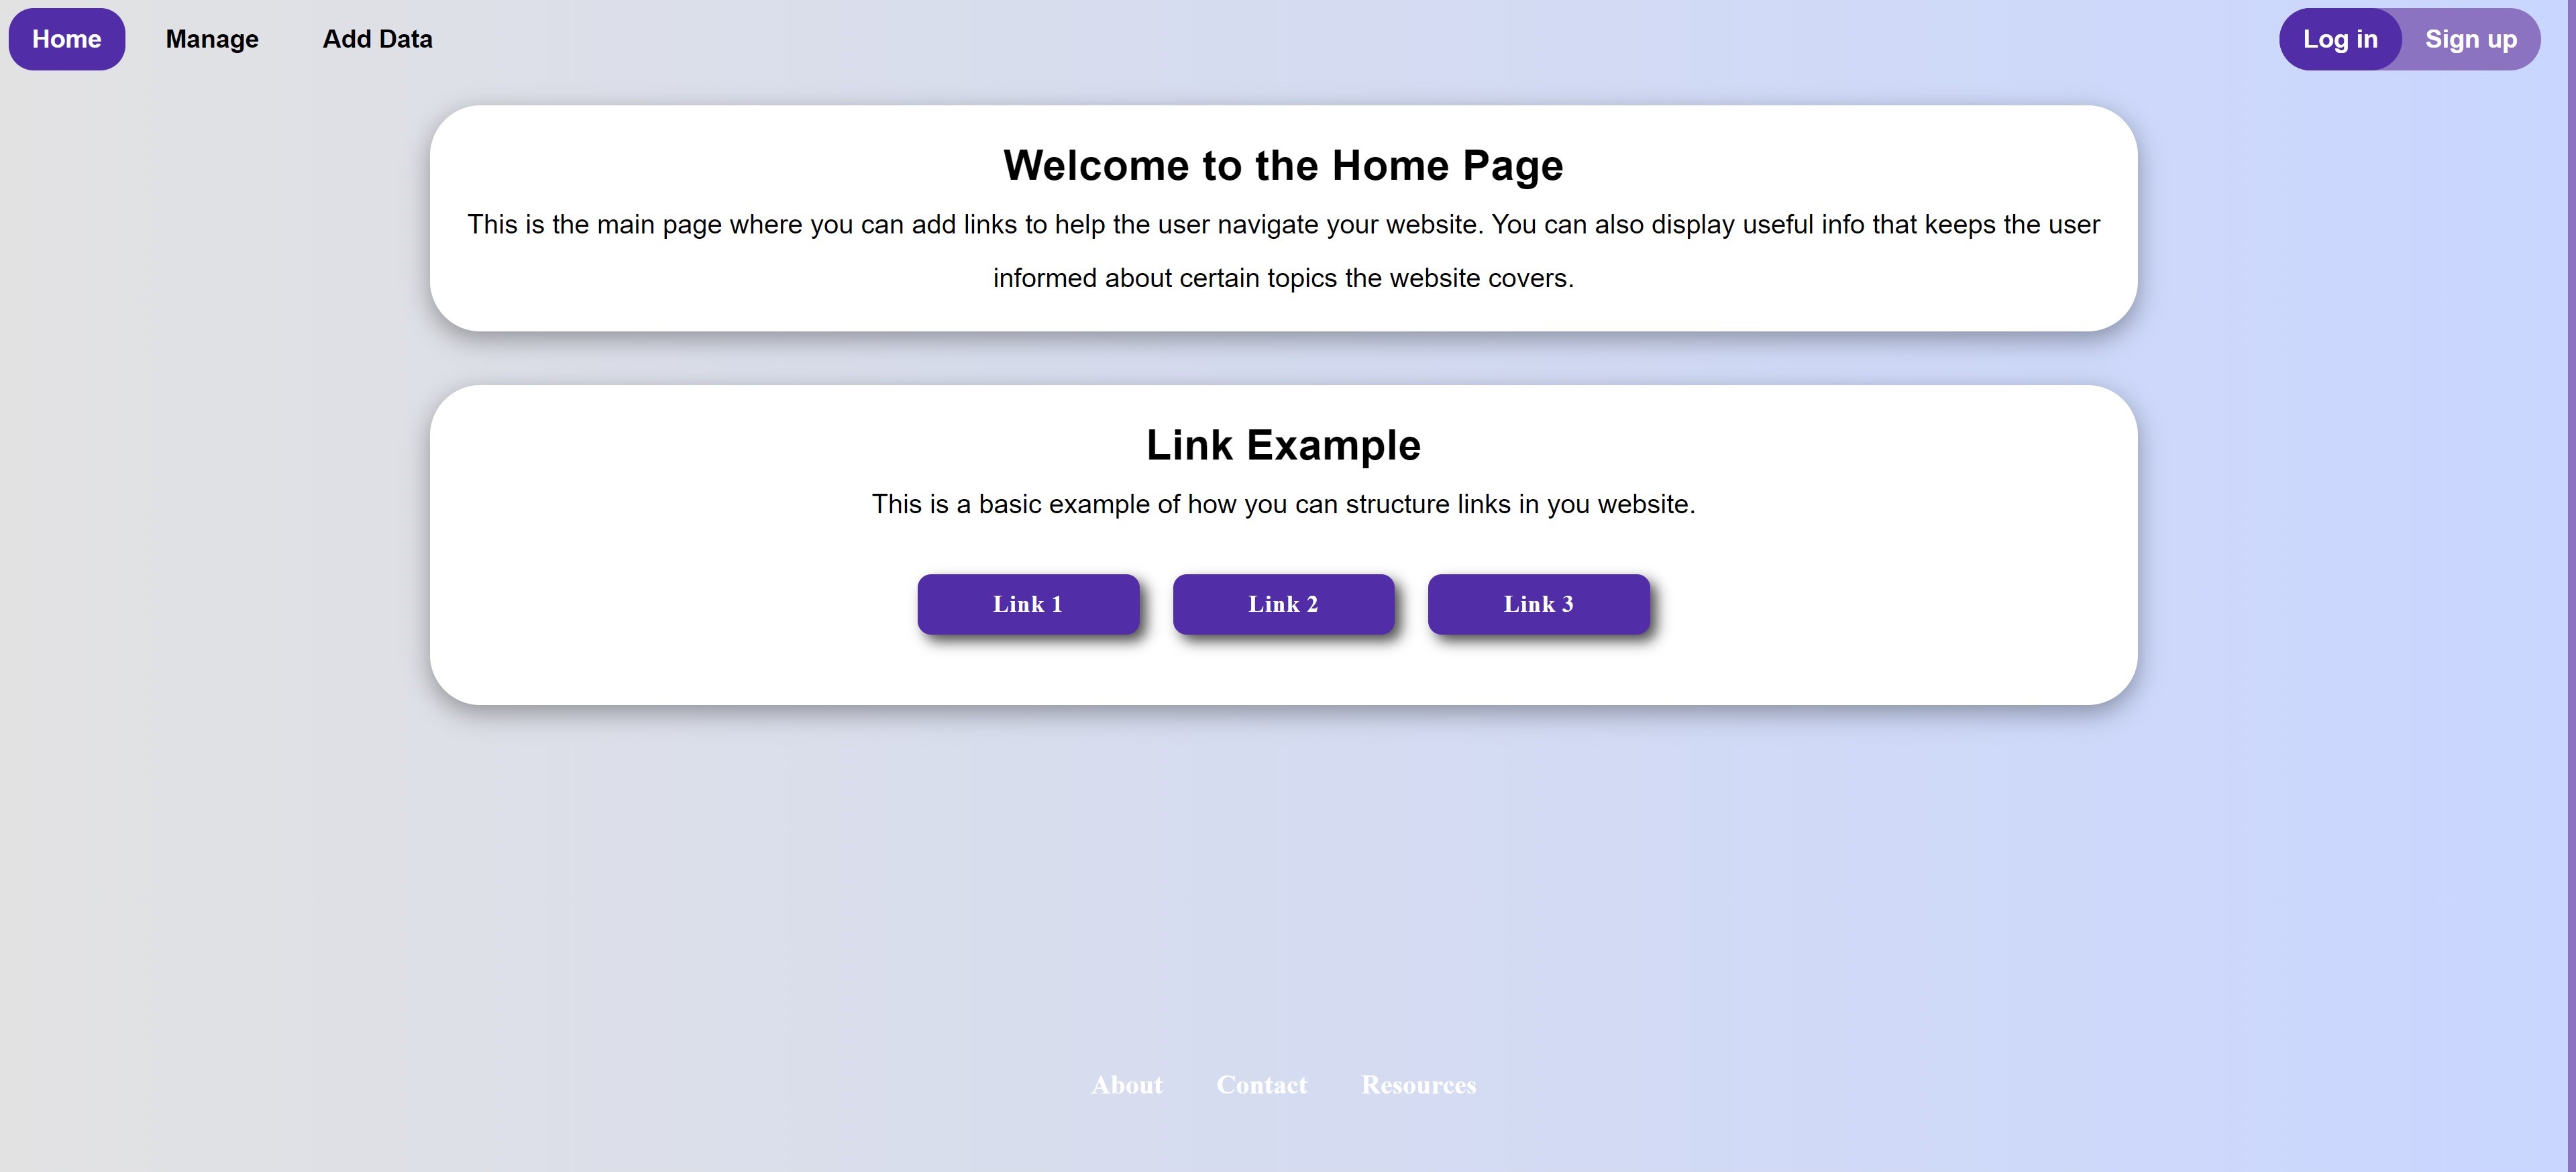 Home Manage Add Data Log in Sign up
Welcome to the Home Page
This is the main page where you can add links to help the user navigate your website. You can also display useful info that keeps the user
informed about certain topics the website covers.
Link Example
This is a basic example of how you can structure links in you website.
Link 1 Link 2 Link 3
About Contact Resources